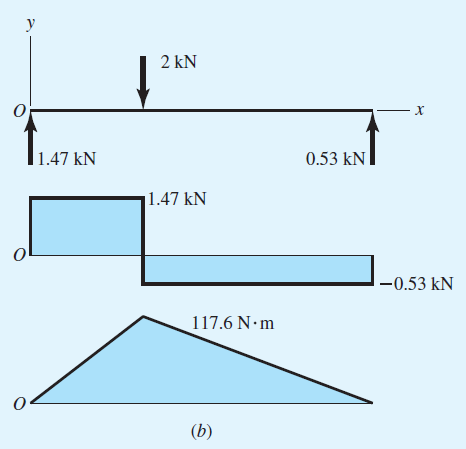 y
2 kN
O
x
1.47 kN
0.53 kN
1.47 kN
O
−0.53 kN
117.6 N·m
O
(b)